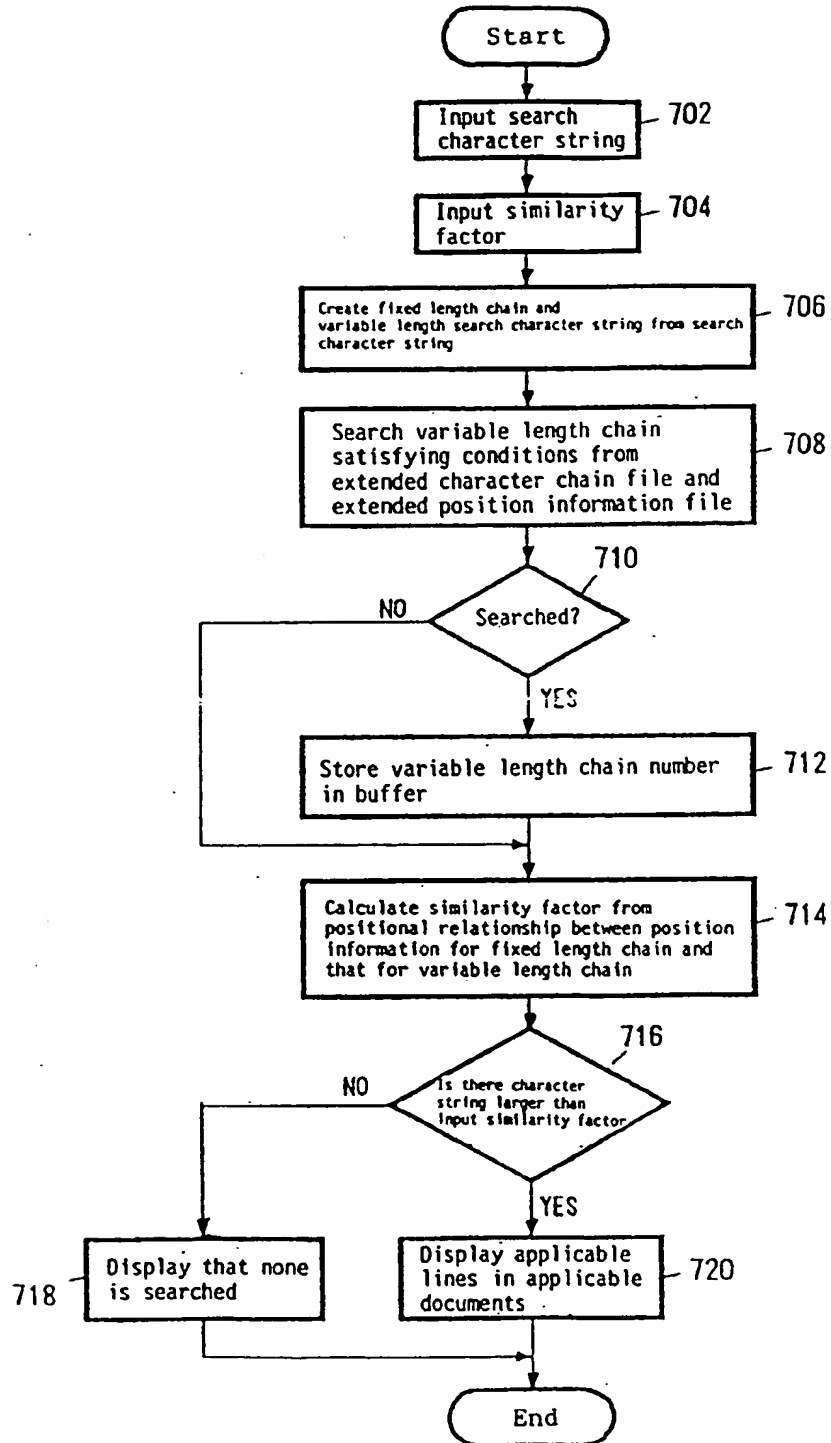 Start
Input search
character string
702
Input similarity
factor
704
Create fixed length chain and
variable length search character string from search
character string
706
Search variable length chain
satisfying conditions from
extended character chain file and
extended position information file
708
710
NO
Searched?
YES
Store variable length chain number
in buffer
712
Calculate similarity factor from
positional relationship between position
information for fixed length chain and
that for variable length chain
714
716
NO
Is there character
string larger than
input similarity factor
YES
Display that none
is searched
718
Display applicable
lines in applicable
documents
720
End